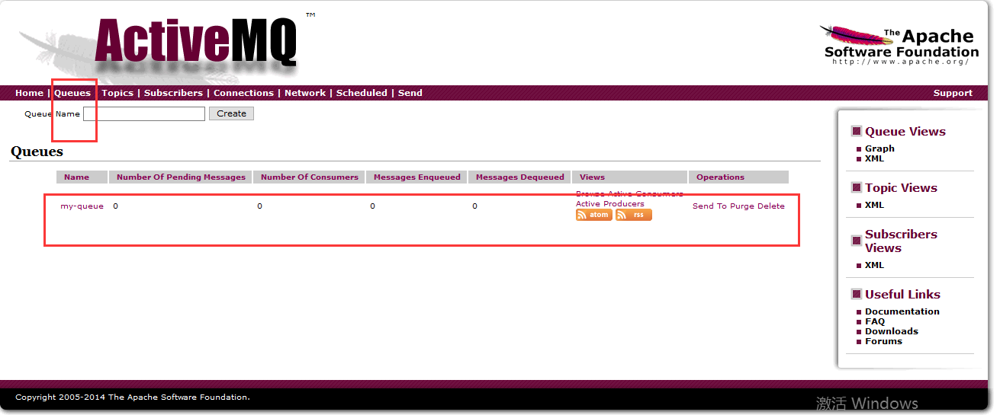 ActiveMQ ™
The Apache
Software Foundation
http://www.apache.org/
Home | Queues | Topics | Subscribers | Connections | Network | Scheduled | Send
Support
Queue Name Create
Queues
Name Number Of Pending Messages Number Of Consumers Messages Enqueued Messages Dequeued Views Operations
my-queue 0 0 0 0 Browse Active Consumers
Active Producers
atom rss
Send To Purge Delete
Queue Views
Graph
XML
Topic Views
XML
Subscribers
Views
XML
Useful Links
Documentation
FAQ
Downloads
Forums
Copyright 2005-2014 The Apache Software Foundation.
激活 Windows